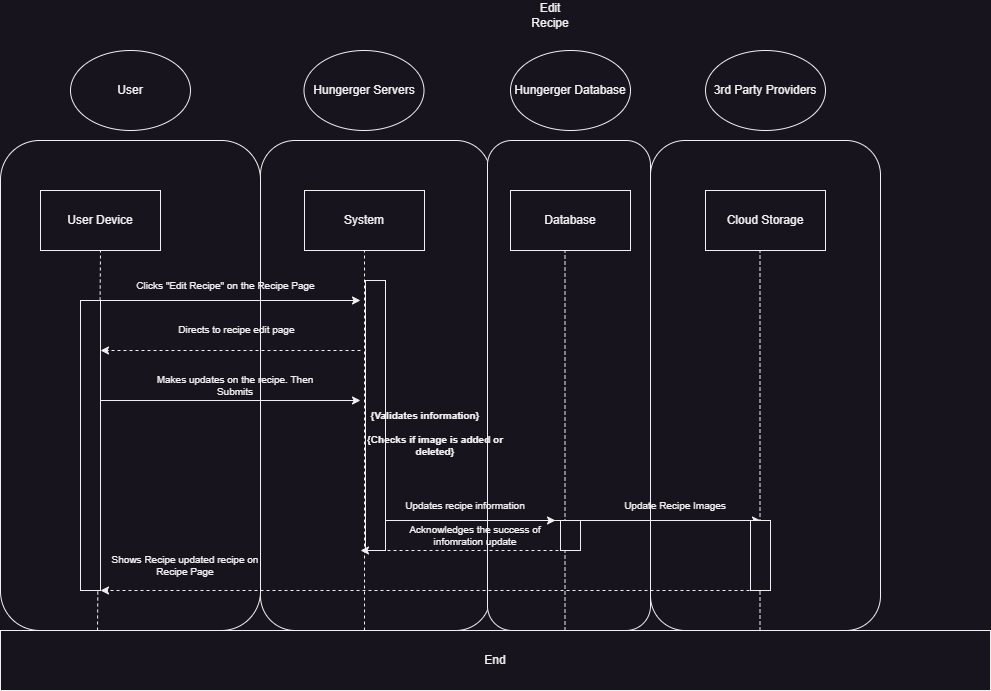 Edit
Recipe
User
Hungerger Servers
Hungerger Database
3rd Party Providers
User Device
System
Database
Cloud Storage
Clicks "Edit Recipe" on the Recipe Page
Directs to recipe edit page
Makes updates on the recipe. Then
Submits
{Validates information}
{Checks if image is added or
deleted}
Updates recipe information
Update Recipe Images
Acknowledges the success of
infomration update
Shows Recipe updated recipe on
Recipe Page
End